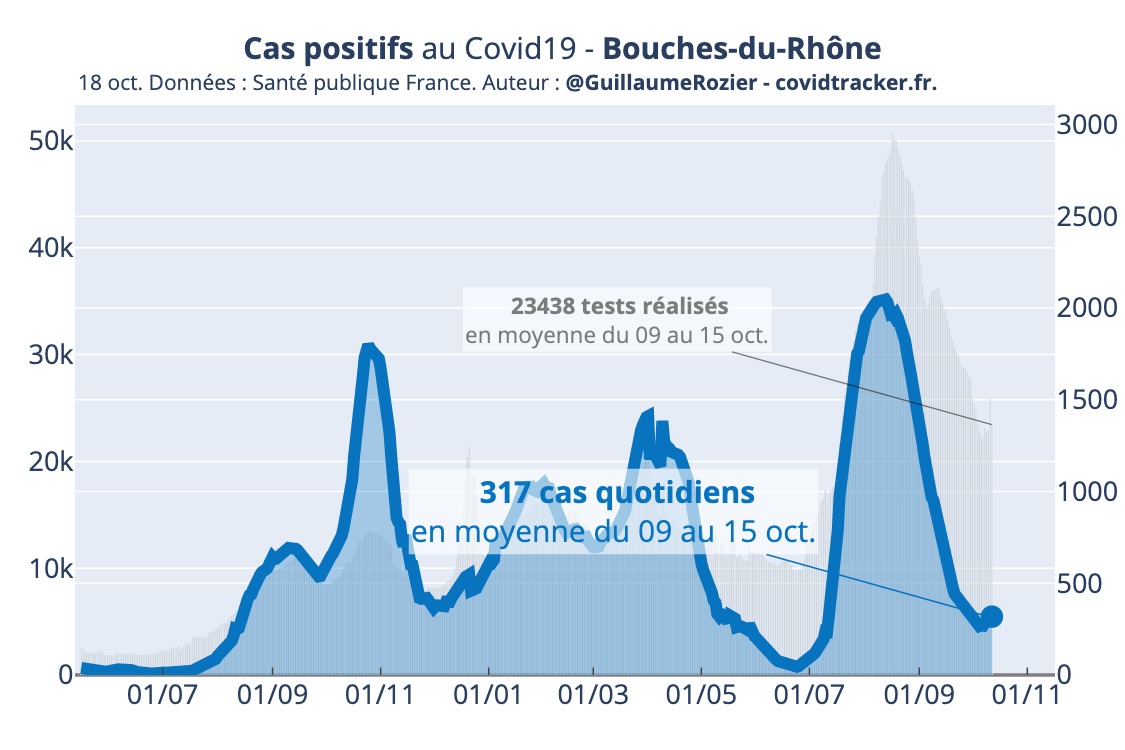 Cas positifs au Covid19 - Bouches-du-Rhône
18 oct. Données : Santé publique France. Auteur : @GuillaumeRozier - covidtracker.fr.
50k
40k
30k
20k
10k
0
3000
2500
2000
1500
1000
500
0
23438 tests réalisés
en moyenne du 09 au 15 oct.
317 cas quotidiens
en moyenne du 09 au 15 oct.
01/07 01/09 01/11 01/01 01/03 01/05 01/07 01/09 01/11